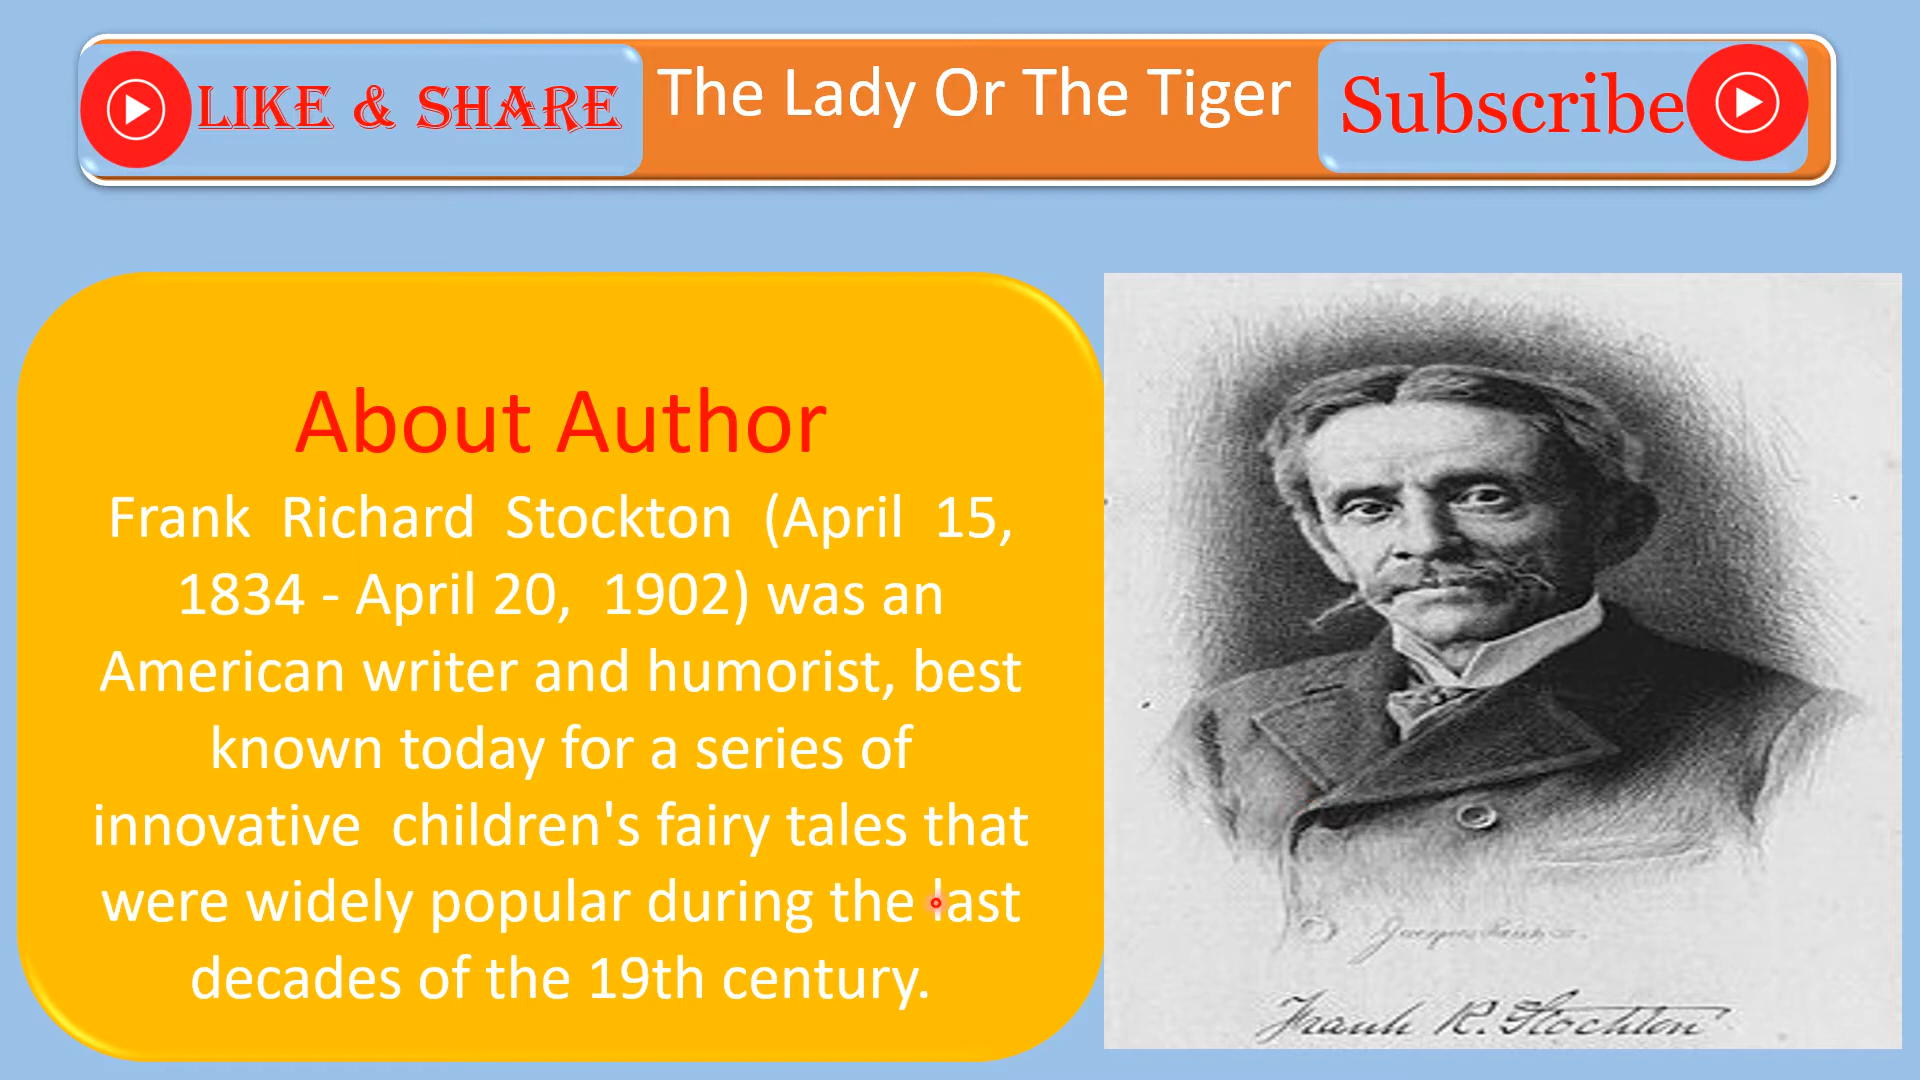 LIKE & SHARE
The Lady Or The Tiger
Subscribe
About Author
Frank Richard Stockton (April 15,
1834 - April 20, 1902) was an
American writer and humorist, best
known today for a series of
innovative children's fairy tales that
were widely popular during the last
decades of the 19th century.
Frank R. Stockton